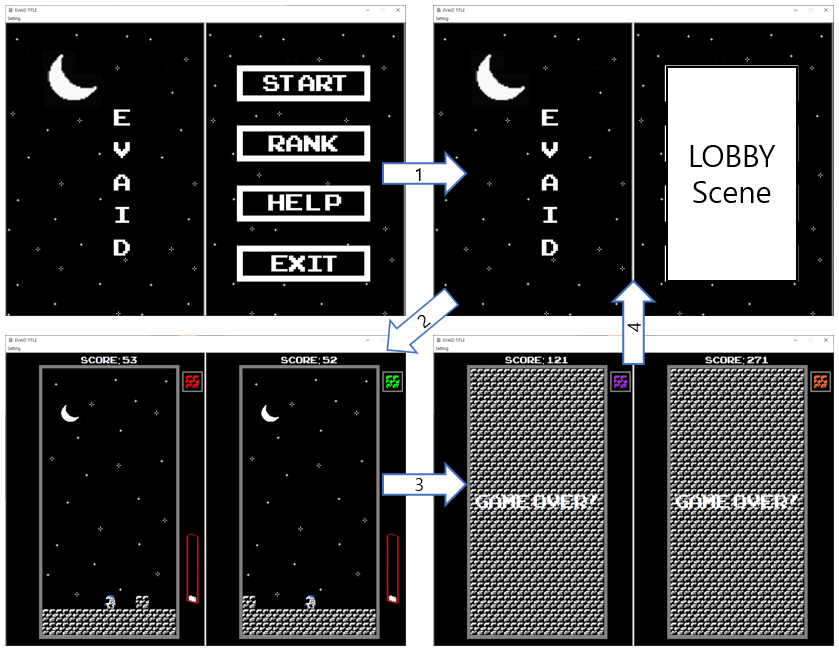 EVAID TITLE
Setting
E
V
A
I
D
START
RANK
HELP
EXIT
1
EVAID TITLE
Setting
E
V
A
I
D
LOBBY
Scene
2
EVAID TITLE
Setting
SCORE;53
SCORE;52
3
EVAID TITLE
Setting
SCORE;121
SCORE;271
GAME OVER!
GAME OVER!
4